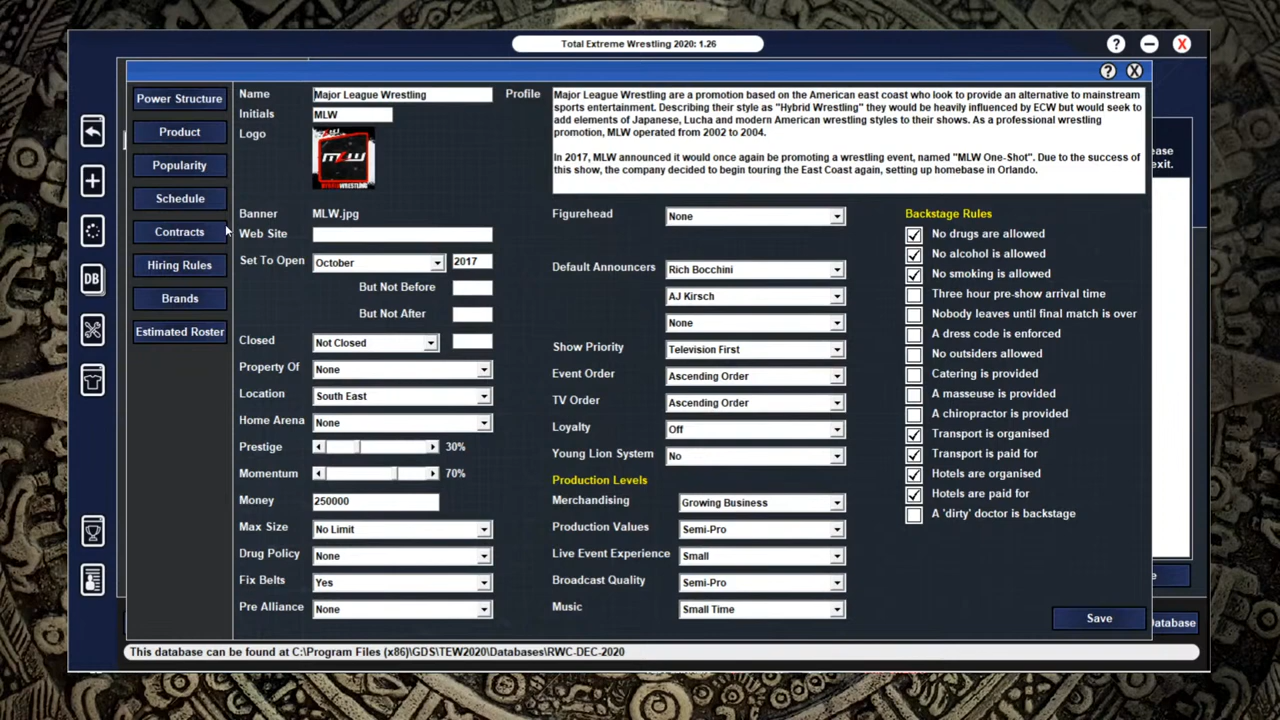 Total Extreme Wrestling 2020: 1.26
? X
? X
Power Structure
Product
Popularity
Schedule
Contracts
Hiring Rules
Brands
Estimated Roster
DB
Name Major League Wrestling
Initials MLW
Logo MLW
Banner MLW.jpg
Web Site
Set To Open October 2017
But Not Before
But Not After
Closed Not Closed
Property Of None
Location South East
Home Arena None
Prestige 30%
Momentum 70%
Money 250000
Max Size No Limit
Drug Policy None
Fix Belts Yes
Pre Alliance None
Profile
Major League Wrestling are a promotion based on the American east coast who look to provide an alternative to mainstream
sports entertainment. Describing their style as "Hybrid Wrestling" they would be heavily influenced by ECW but would seek to
add elements of Japanese, Lucha and modern American wrestling styles to their shows. As a professional wrestling
promotion, MLW operated from 2002 to 2004.
In 2017, MLW announced it would once again be promoting a wrestling event, named "MLW One-Shot". Due to the success of
this show, the company decided to begin touring the East Coast again, setting up homebase in Orlando.
Figurehead None
Default Announcers Rich Bocchini
AJ Kirsch
None
Show Priority Television First
Event Order Ascending Order
TV Order Ascending Order
Loyalty Off
Young Lion System No
Production Levels
Merchandising Growing Business
Production Values Semi-Pro
Live Event Experience Small
Broadcast Quality Semi-Pro
Music Small Time
Backstage Rules
No drugs are allowed
No alcohol is allowed
No smoking is allowed
Three hour pre-show arrival time
Nobody leaves until final match is over
A dress code is enforced
No outsiders allowed
Catering is provided
A masseuse is provided
A chiropractor is provided
Transport is organised
Transport is paid for
Hotels are organised
Hotels are paid for
A 'dirty' doctor is backstage
Save
ease
exit.
e
Database
This database can be found at C:\Program Files (x86)\GDS\TEW2020\Databases\RWC-DEC-2020